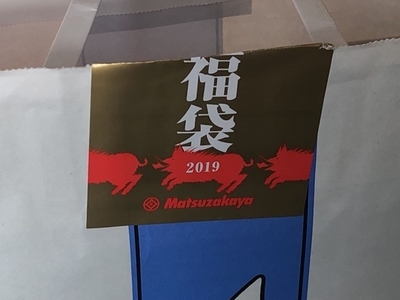 福
袋
2019
Matsuzakaya